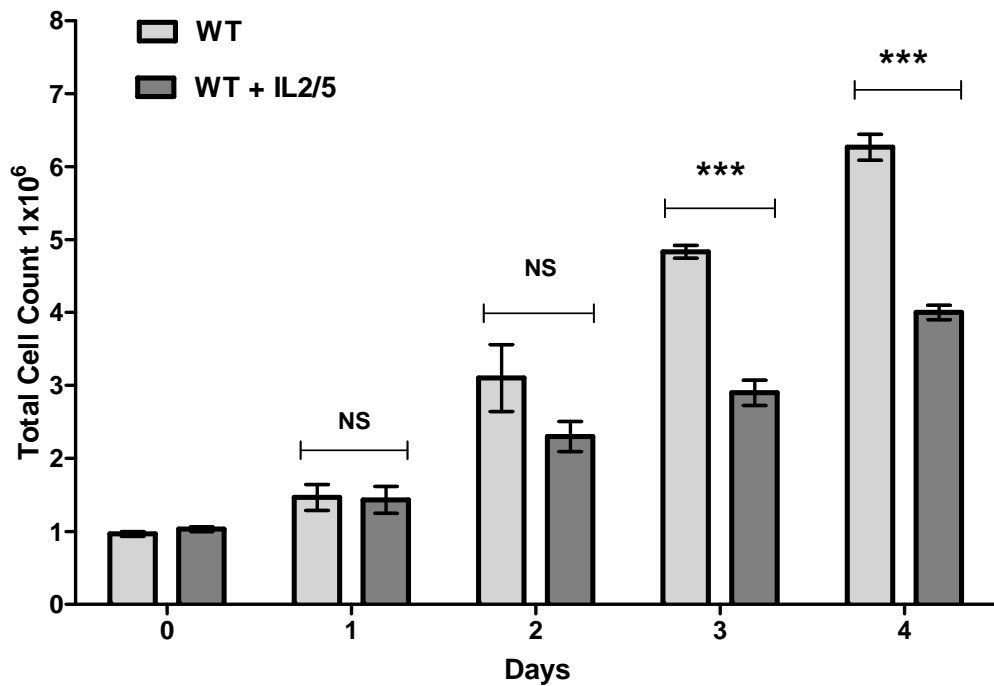 8
WT
WT + IL2/5
7
6
5
4
3
2
1
0
Total Cell Count 1x10⁶
NS
NS
***
***
0 1 2 3 4
Days